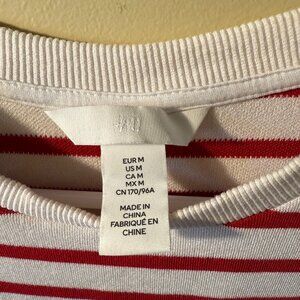 H&M
EUR M
US M
CA M
MX M
CN 170/96A
MADE IN
CHINA
FABRIQUÉ EN
CHINE